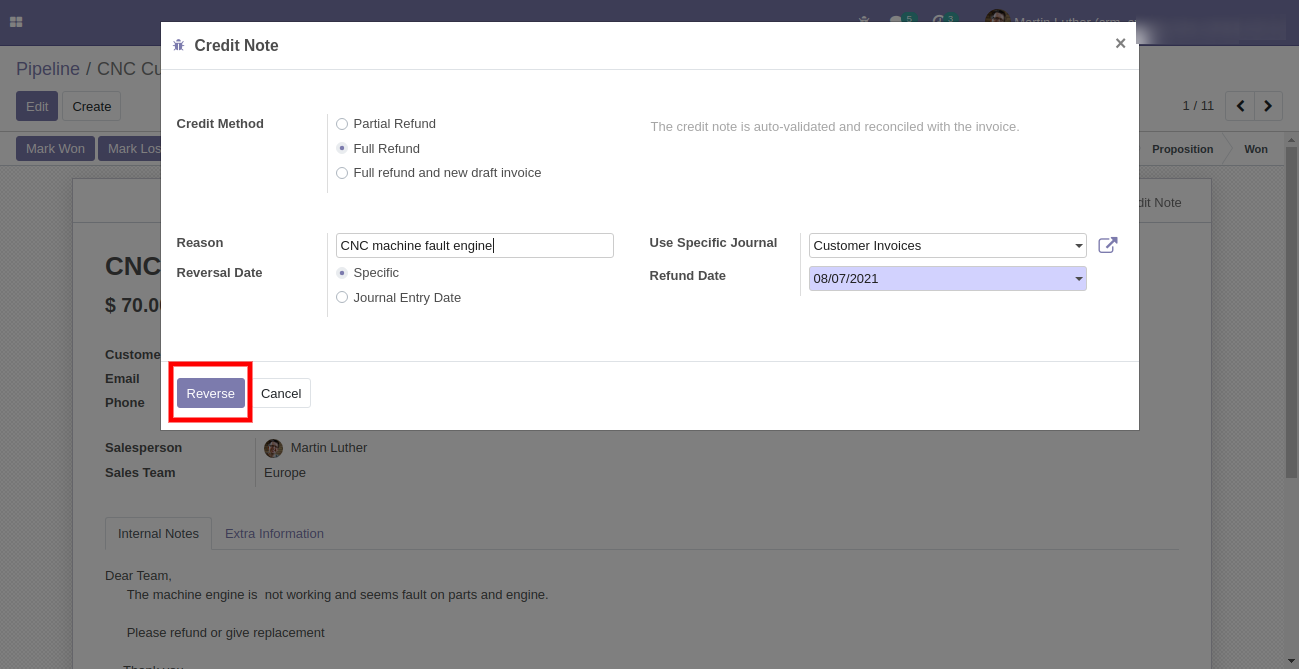 5
3
Martin Luther
Credit Note
×
Pipeline / CNC Cu
Edit
Create
1 / 11
Mark Won
Mark Los
Proposition
Won
Credit Method
Partial Refund
Full Refund
Full refund and new draft invoice
The credit note is auto-validated and reconciled with the invoice.
Reason
CNC machine fault engine
Reversal Date
Specific
Journal Entry Date
Use Specific Journal
Customer Invoices
Refund Date
08/07/2021
Reverse
Cancel
dit Note
CNC
$ 70.0
Custome
Email
Phone
Salesperson
Martin Luther
Sales Team
Europe
Internal Notes
Extra Information
Dear Team,
The machine engine is  not working and seems fault on parts and engine.
Please refund or give replacement
Thank you